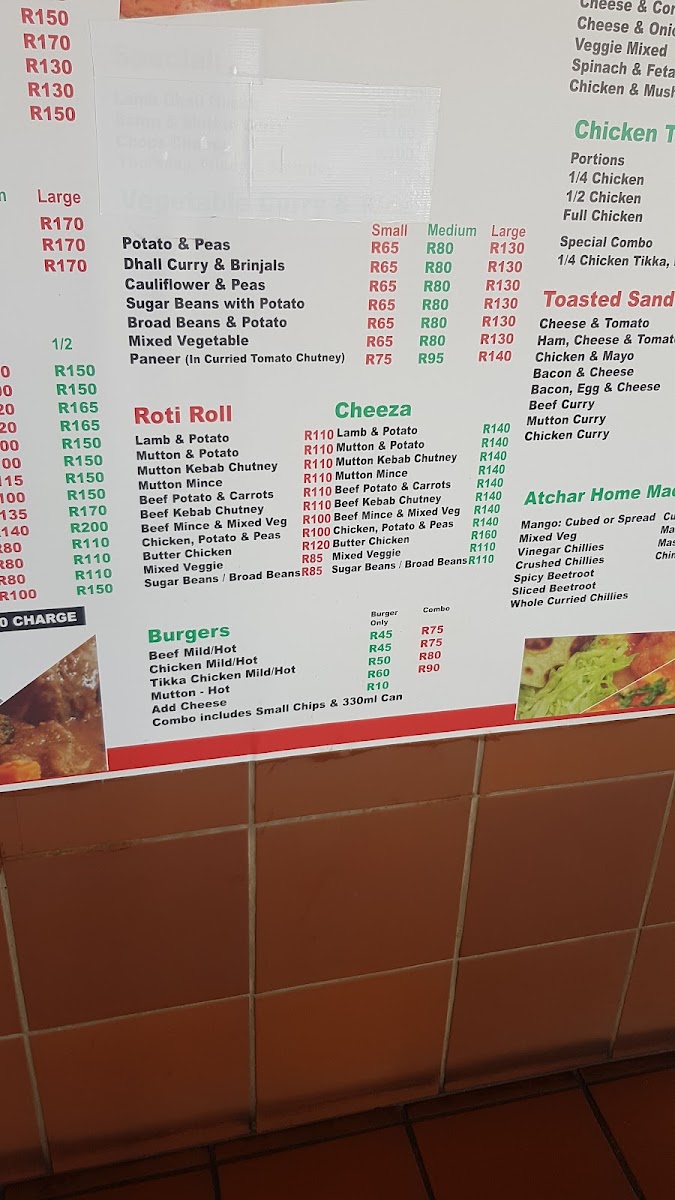 R150
R170
R130
R130
R150
Large
R170
R170
R170
1/2
R150
R150
R165
R165
R150
R150
R150
R150
R170
R200
R110
R110
R110
R100 R150
CHARGE
Vegetable Curry &
Small Medium Large
Potato & Peas R65 R80 R130
Dhall Curry & Brinjals R65 R80 R130
Cauliflower & Peas R65 R80 R130
Sugar Beans with Potato R65 R80 R130
Broad Beans & Potato R65 R80 R130
Mixed Vegetable R65 R80 R130
Paneer (In Curried Tomato Chutney) R75 R95 R140
Roti Roll
Lamb & Potato R110
Mutton & Potato R110
Mutton Kebab Chutney R110
Mutton Mince R110
Beef Potato & Carrots R110
Beef Kebab Chutney R110
Beef Mince & Mixed Veg R100
Chicken, Potato & Peas R100
Butter Chicken R120
Mixed Veggie R85
Sugar Beans / Broad Beans R85
Cheeza
Lamb & Potato R140
Mutton & Potato R140
Mutton Kebab Chutney R140
Mutton Mince R140
Beef Potato & Carrots R140
Beef Kebab Chutney R140
Beef Mince & Mixed Veg R140
Chicken, Potato & Peas R140
Butter Chicken R160
Mixed Veggie R110
Sugar Beans / Broad Beans R110
Burgers
Burger Only Combo
Beef Mild/Hot R45 R75
Chicken Mild/Hot R45 R75
Tikka Chicken Mild/Hot R50 R80
Mutton - Hot R60 R90
Add Cheese R10
Combo includes Small Chips & 330ml Can
Cheese &
Cheese &
Veggie Mixed
Spinach & Feta
Chicken &
Chicken
Portions
1/4 Chicken
1/2 Chicken
Full Chicken
Special Combo
1/4 Chicken Tikka,
Toasted
Cheese & Tomato
Ham, Cheese &
Chicken & Mayo
Bacon & Cheese
Bacon, Egg & Cheese
Beef Curry
Mutton Curry
Chicken Curry
Atchar Home
Mango: Cubed or Spread
Mixed Veg
Vinegar Chillies
Crushed Chillies
Spicy Beetroot
Sliced Beetroot
Whole Curried Chillies